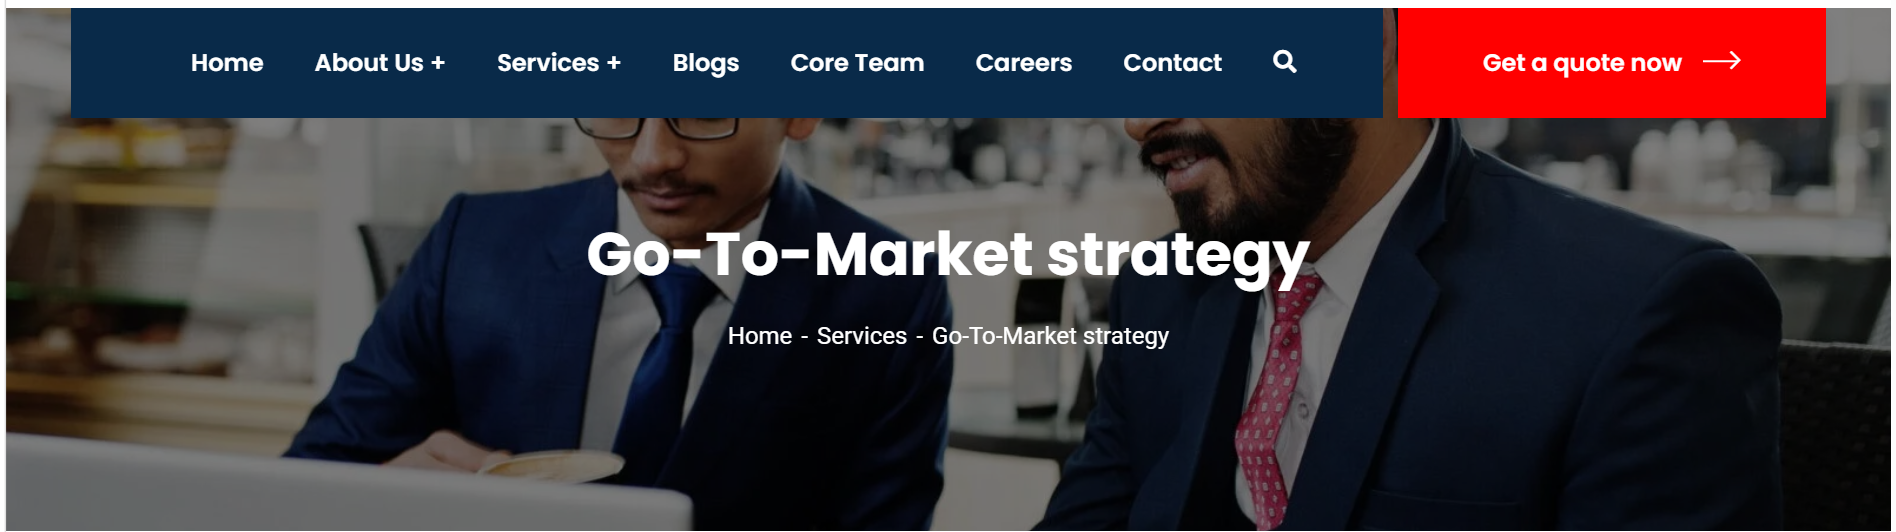 Home About Us + Services + Blogs Core Team Careers Contact Get a quote now
Go-To-Market strategy
Home - Services - Go-To-Market strategy